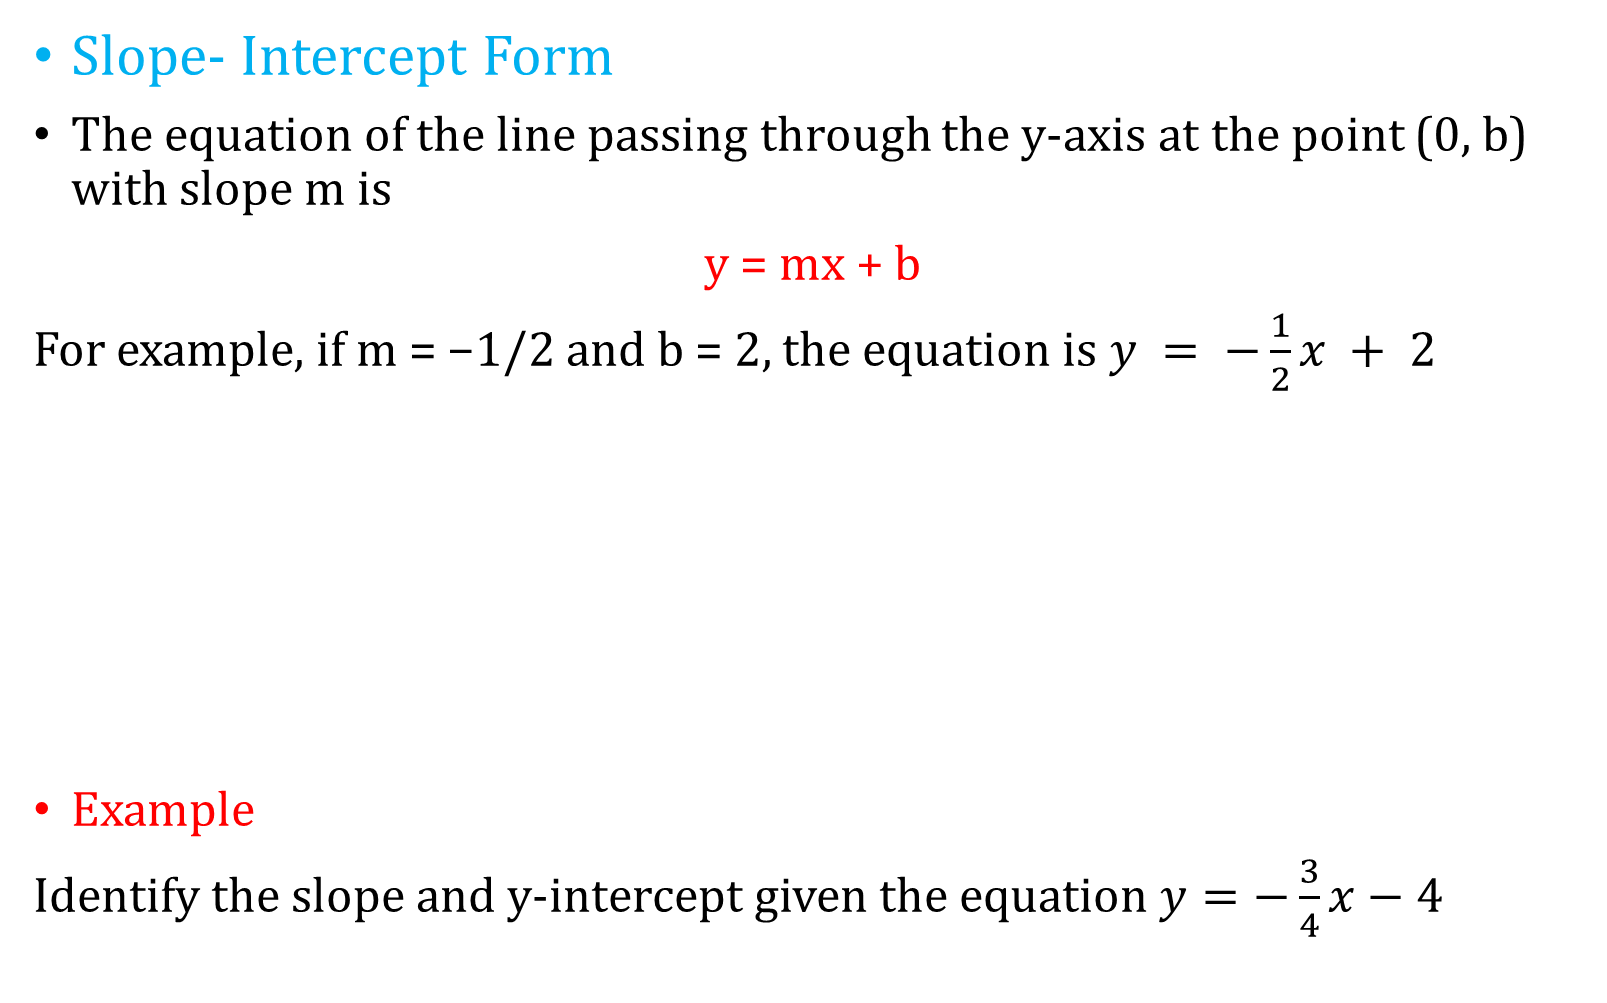 • Slope- Intercept Form
• The equation of the line passing through the y-axis at the point (0, b)
with slope m is
y = mx + b
For example, if m = −1/2 and b = 2, the equation is y = −1/2 x + 2
• Example
Identify the slope and y-intercept given the equation y = −3/4 x − 4